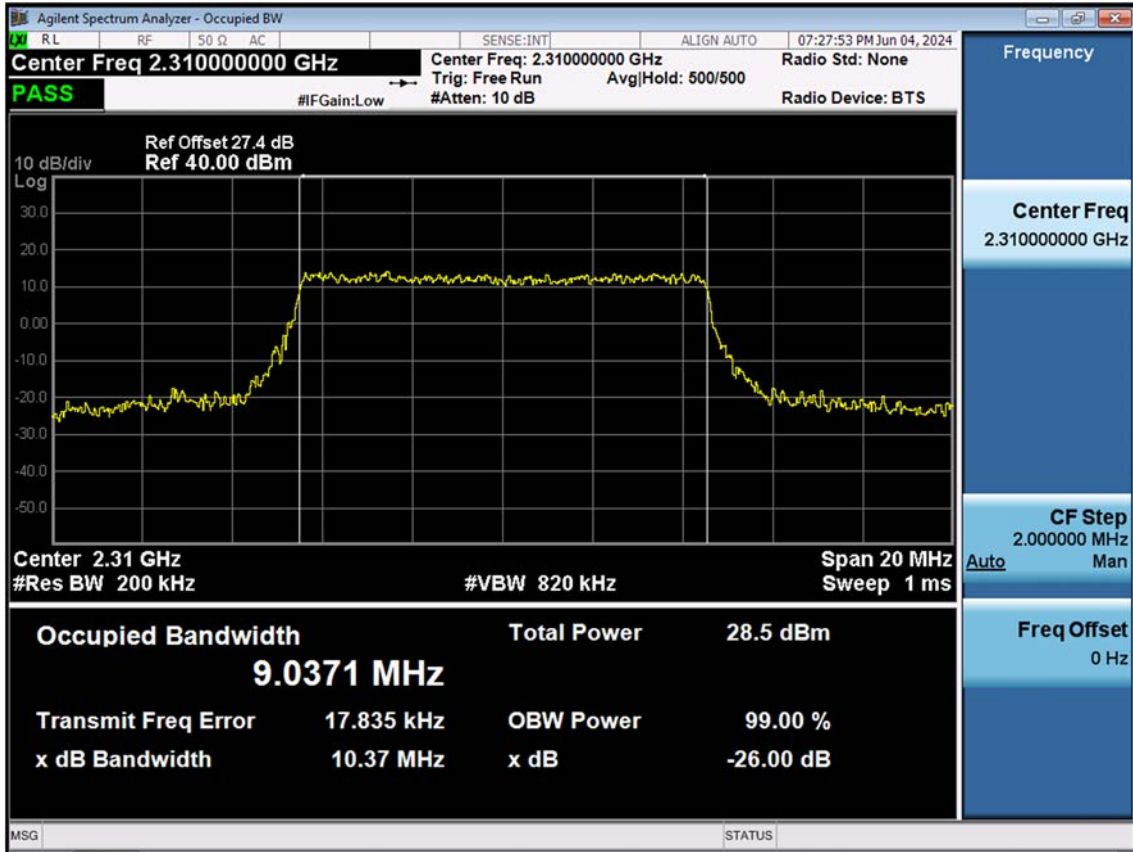 Agilent Spectrum Analyzer - Occupied BW
LXI RL RF 50 Ω AC SENSE:INT ALIGN AUTO 07:27:53 PM Jun 04, 2024
Center Freq 2.310000000 GHz
PASS
#IFGain:Low
Center Freq: 2.310000000 GHz
Trig: Free Run Avg|Hold: 500/500
#Atten: 10 dB
Radio Std: None
Radio Device: BTS
Frequency
Ref Offset 27.4 dB
10 dB/div Ref 40.00 dBm
Log
30.0
20.0
10.0
0.00
-10.0
-20.0
-30.0
-40.0
-50.0
Center 2.31 GHz Span 20 MHz
#Res BW 200 kHz #VBW 820 kHz Sweep 1 ms
Center Freq
2.310000000 GHz
CF Step
2.000000 MHz
Auto Man
Freq Offset
0 Hz
Occupied Bandwidth Total Power 28.5 dBm
9.0371 MHz
Transmit Freq Error 17.835 kHz OBW Power 99.00 %
x dB Bandwidth 10.37 MHz x dB -26.00 dB
MSG STATUS